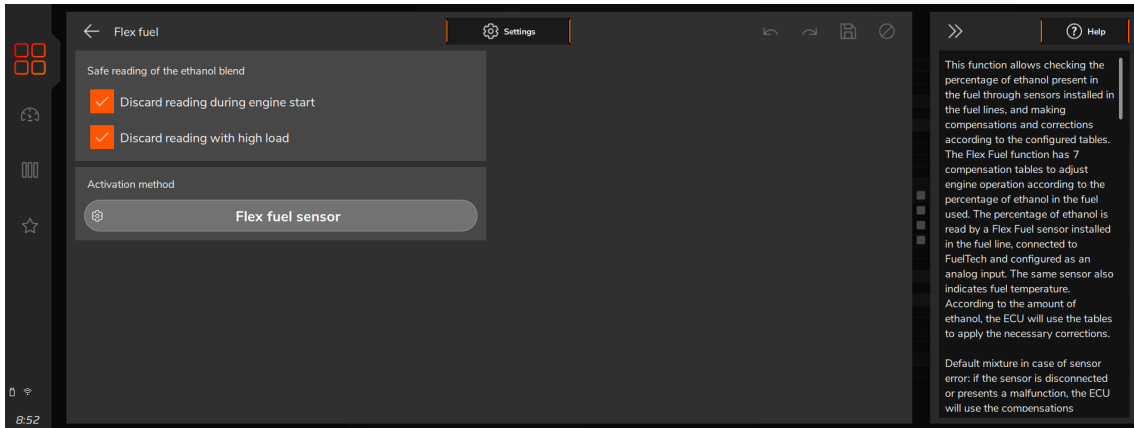 Flex fuel
Settings
Safe reading of the ethanol blend
Discard reading during engine start
Discard reading with high load
Activation method
Flex fuel sensor
8:52
Help
This function allows checking the
percentage of ethanol present in
the fuel through sensors installed in
the fuel lines, and making
compensations and corrections
according to the configured tables.
The Flex Fuel function has 7
compensation tables to adjust
engine operation according to the
percentage of ethanol in the fuel
used. The percentage of ethanol is
read by a Flex Fuel sensor installed
in the fuel line, connected to
FuelTech and configured as an
analog input. The same sensor also
indicates fuel temperature.
According to the amount of
ethanol, the ECU will use the tables
to apply the necessary corrections.
Default mixture in case of sensor
error: if the sensor is disconnected
or presents a malfunction, the ECU
will use the compensations